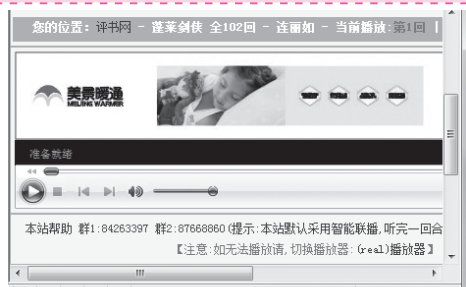 您的位置: 评书网 - 蓬莱剑侠 全102回 - 连丽如 - 当前播放:第1回 |
美景暖通
MEIJING WARMER
准备就绪
本站帮助 群1:84263397 群2:87668860(提示:本站默认采用智能联播,听完一回合
【注意:如无法播放请,切换播放器:(real)播放器】